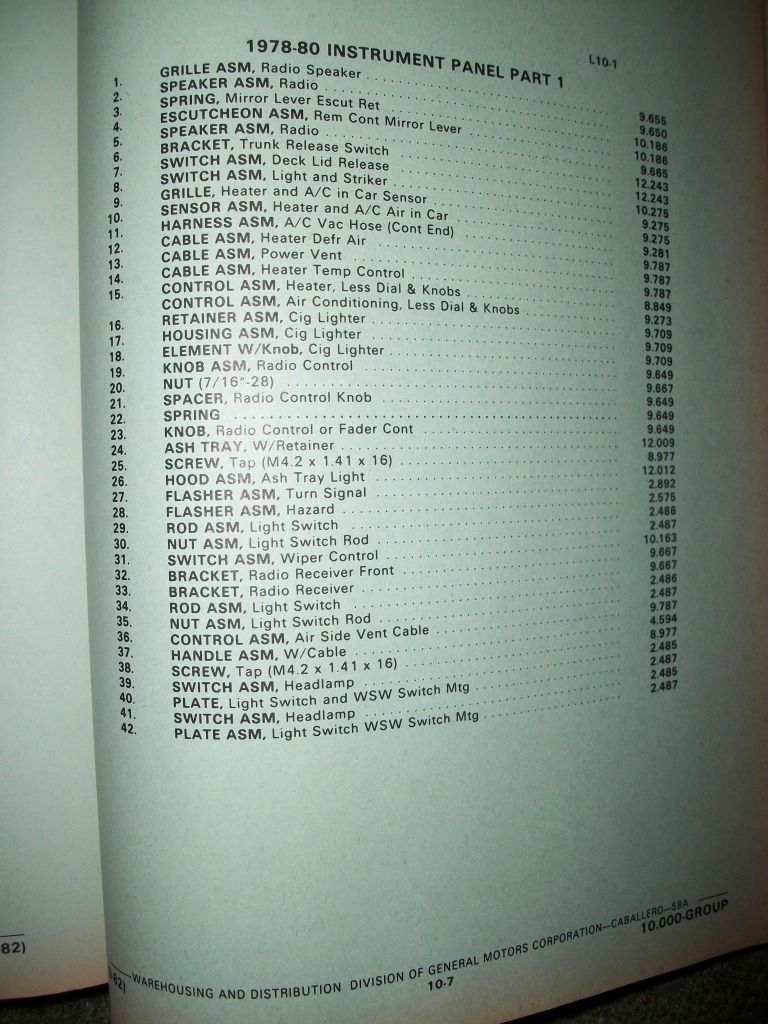 1978-80 INSTRUMENT PANEL PART 1 L10-1
1. GRILLE ASM, Radio Speaker 9.655
2. SPEAKER ASM, Radio 9.650
3. SPRING, Mirror Lever Escut Ret 10.186
4. ESCUTCHEON ASM, Rem Cont Mirror Lever 10.186
5. SPEAKER ASM, Radio 9.665
6. BRACKET, Trunk Release Switch 12.243
7. SWITCH ASM, Deck Lid Release 12.243
8. SWITCH ASM, Light and Striker 10.275
9. GRILLE, Heater and A/C in Car Sensor 9.275
10. SENSOR ASM, Heater and A/C Air in Car 9.275
11. HARNESS ASM, A/C Vac Hose (Cont End) 9.281
12. CABLE ASM, Heater Defr Air 9.787
13. CABLE ASM, Power Vent 9.787
14. CABLE ASM, Heater Temp Control 9.787
15. CONTROL ASM, Heater, Less Dial & Knobs 8.849
CONTROL ASM, Air Conditioning, Less Dial & Knobs 9.273
16. RETAINER ASM, Cig Lighter 9.709
17. HOUSING ASM, Cig Lighter 9.709
18. ELEMENT W/Knob, Cig Lighter 9.709
19. KNOB ASM, Radio Control 9.649
20. NUT (7/16"-28) 9.667
21. SPACER, Radio Control Knob 9.649
22. SPRING 9.649
23. KNOB, Radio Control or Fader Cont 9.649
24. ASH TRAY, W/Retainer 12.009
25. SCREW, Tap (M4.2 x 1.41 x 16) 8.977
26. HOOD ASM, Ash Tray Light 12.012
27. FLASHER ASM, Turn Signal 2.892
28. FLASHER ASM, Hazard 2.575
29. ROD ASM, Light Switch 2.486
30. NUT ASM, Light Switch Rod 2.487
31. SWITCH ASM, Wiper Control 10.163
32. BRACKET, Radio Receiver Front 9.667
33. BRACKET, Radio Receiver 9.667
34. ROD ASM, Light Switch 2.486
35. NUT ASM, Light Switch Rod 2.487
36. CONTROL ASM, Air Side Vent Cable 9.787
37. HANDLE ASM, W/Cable 4.594
38. SCREW, Tap (M4.2 x 1.41 x 16) 8.977
39. SWITCH ASM, Headlamp 2.485
40. PLATE, Light Switch and WSW Switch Mtg 2.487
41. SWITCH ASM, Headlamp 2.485
42. PLATE ASM, Light Switch WSW Switch Mtg 2.487
82) WAREHOUSING AND DISTRIBUTION DIVISION OF GENERAL MOTORS CORPORATION—CABALLERO—58A
10-7 10.000-GROUP
82)